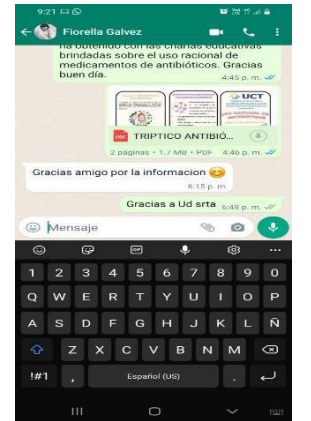 9:21
Fiorella Galvez
ha obtenido con las charlas educativas
brindadas sobre el uso racional de
medicamentos de antibióticos. Gracias
buen día.
4:45 p. m.
UCT
PDF TRIPTICO ANTIBIÓ...
2 páginas • 1.7 MB • PDF 4:46 p. m.
Gracias amigo por la informacion 😊
6:15 p. m.
Gracias a Ud srta 6:48 p. m.
Mensaje
GIF
1 2 3 4 5 6 7 8 9 0
Q W E R T Y U I O P
A S D F G H J K L Ñ
Z X C V B N M
!#1 , Español (US) .